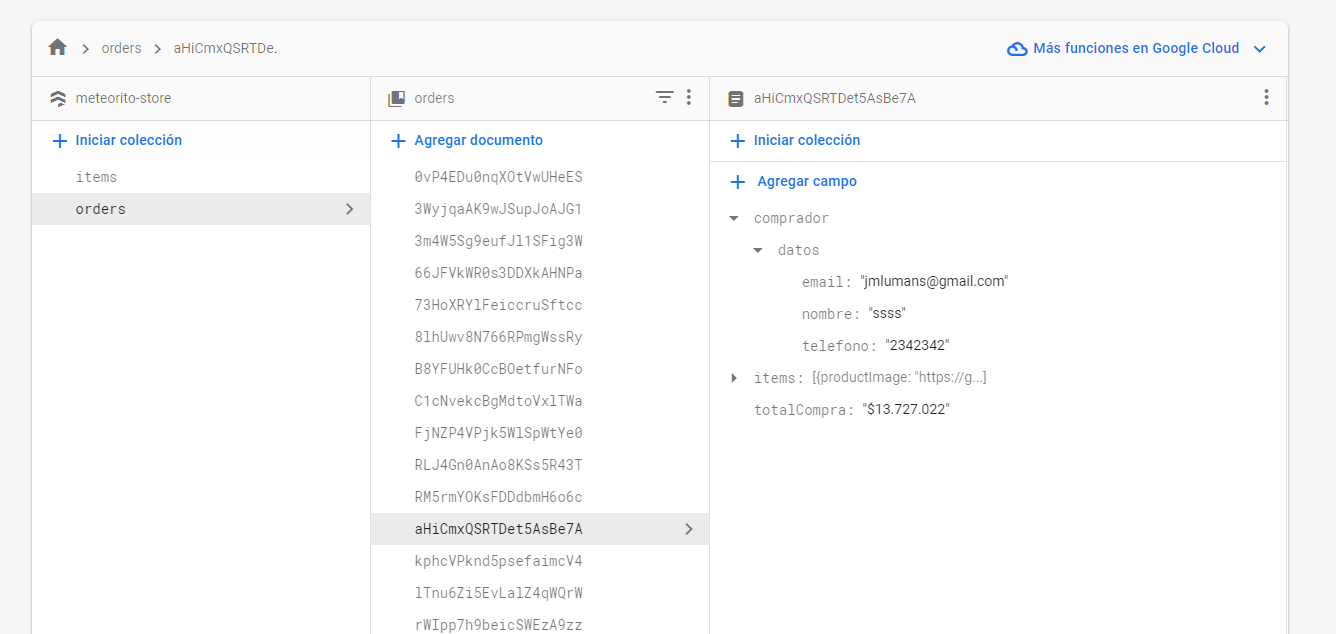 orders
aHiCmxQSRTDe.
Más funciones en Google Cloud
meteorito-store
Iniciar colección
items
orders
orders
Agregar documento
0vP4EDu0nqXOtVwUHeES
3WyjqaAK9wJSupJoAJG1
3m4W5Sg9eufJl1SFig3W
66JFVkWR0s3DDXkAHNPa
73HoXRYlFeiccruSftcc
8lhUwv8N766RPmgWssRy
B8YFUHk0CcBOetfurNFo
C1cNvekcBgMdtoVxlTWa
FjNZP4VPjk5WlSpWtYe0
RLJ4Gn0AnAo8KSs5R43T
RM5rmYOKsFDDdbmH6o6c
aHiCmxQSRTDet5AsBe7A
kphcVPknd5psefaimcV4
lTnu6Zi5EvLalZ4qWQrW
rWIpp7h9beicSWEzA9zz
aHiCmxQSRTDet5AsBe7A
Iniciar colección
Agregar campo
comprador
datos
email: "jmlumans@gmail.com"
nombre: "ssss"
telefono: "2342342"
items: [{productImage: "https://g...]
totalCompra: "$13.727.022"